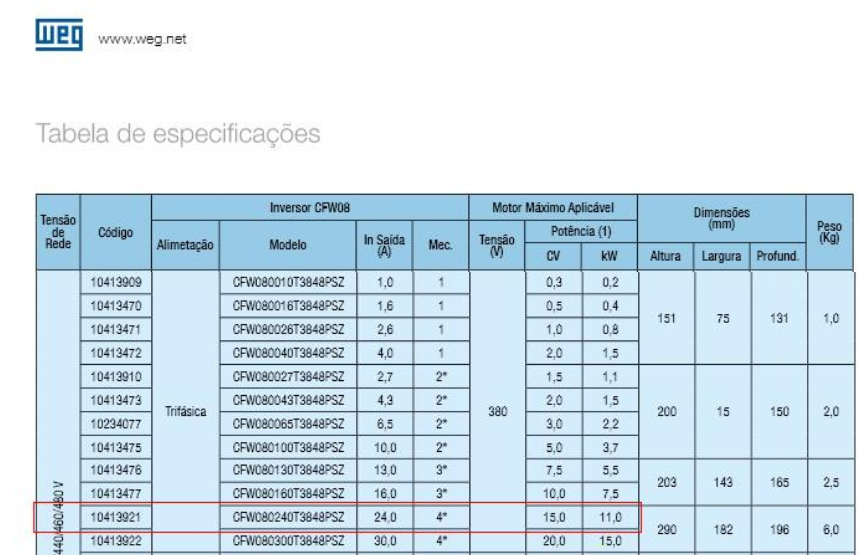 WEG www.weg.net
Tabela de especificações
Tensão de Rede Código Inversor CFW08 Motor Máximo Aplicável Dimensões (mm) Peso (Kg)
Alimetação Modelo In Saída (A) Mec. Tensão (V) Potência (1)
CV kW Altura Largura Profund.
10413909 CFW080010T3848PSZ 1,0 1 0,3 0,2
10413470 CFW080016T3848PSZ 1,6 1 0,5 0,4
151 75 131 1,0
10413471 CFW080026T3848PSZ 2,6 1 1,0 0,8
10413472 CFW080040T3848PSZ 4,0 1 2,0 1,5
10413910 CFW080027T3848PSZ 2,7 2* 1,5 1,1
10413473 Trifásica CFW080043T3848PSZ 4,3 2* 380 2,0 1,5 200 15 150 2,0
10234077 CFW080065T3848PSZ 6,5 2* 3,0 2,2
10413475 CFW080100T3848PSZ 10,0 2* 5,0 3,7
10413476 CFW080130T3848PSZ 13,0 3* 7,5 5,5
203 143 165 2,5
10413477 CFW080160T3848PSZ 16,0 3* 10,0 7,5
440/460/480 V
10413921 CFW080240T3848PSZ 24,0 4* 15,0 11,0
290 182 196 6,0
10413922 CFW080300T3848PSZ 30,0 4* 20,0 15,0